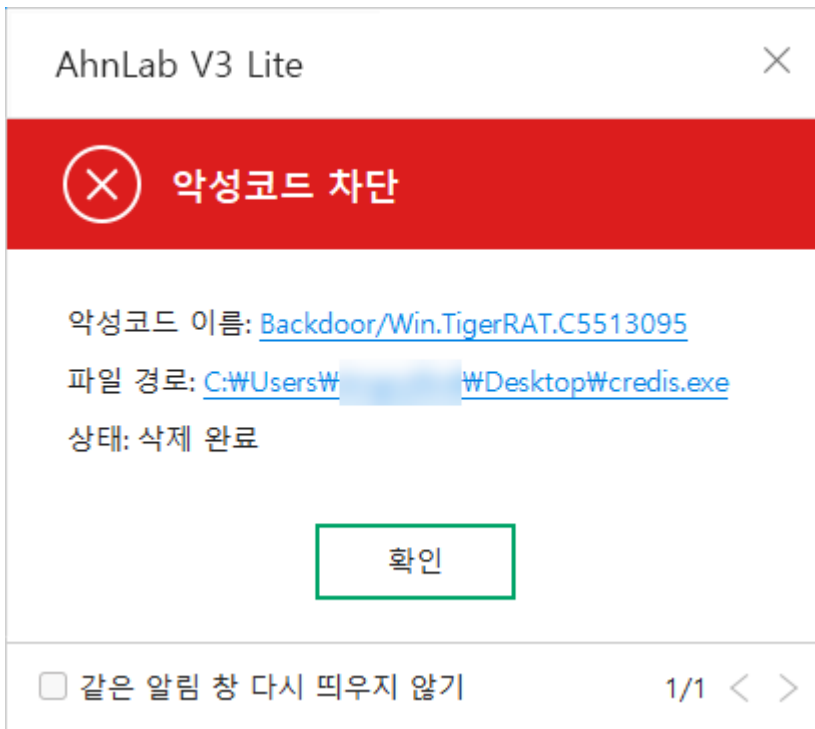 AhnLab V3 Lite
악성코드 차단
악성코드 이름: Backdoor/Win.TigerRAT.C5513095
파일 경로: C:₩Users₩ ₩Desktop₩credis.exe
상태: 삭제 완료
확인
같은 알림 창 다시 띄우지 않기 1/1 < >